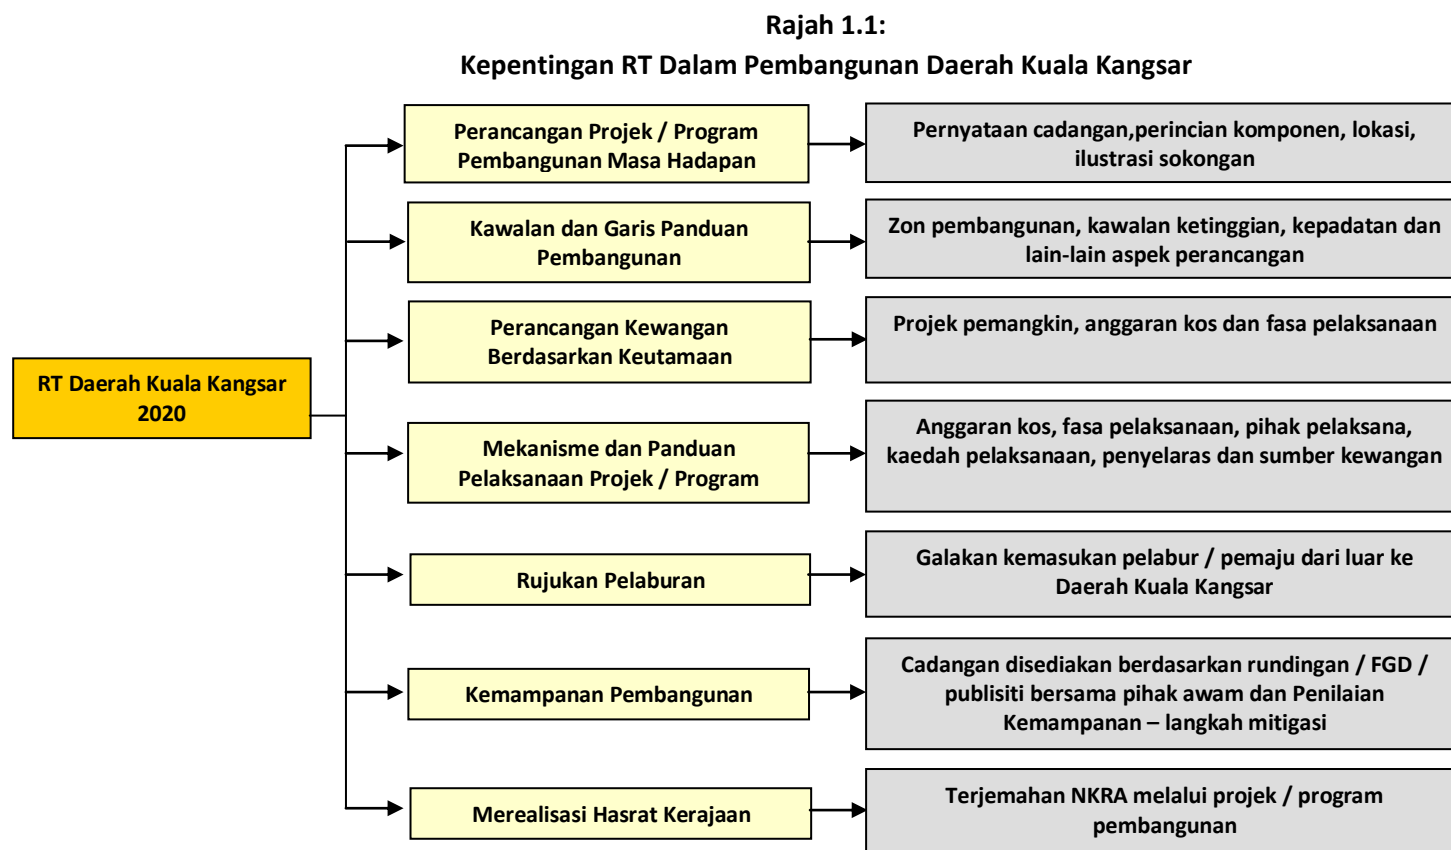 Rajah 1.1:
Kepentingan RT Dalam Pembangunan Daerah Kuala Kangsar
RT Daerah Kuala Kangsar
2020
Perancangan Projek / Program
Pembangunan Masa Hadapan
Pernyataan cadangan,perincian komponen, lokasi,
ilustrasi sokongan
Kawalan dan Garis Panduan
Pembangunan
Zon pembangunan, kawalan ketinggian, kepadatan dan
lain-lain aspek perancangan
Perancangan Kewangan
Berdasarkan Keutamaan
Projek pemangkin, anggaran kos dan fasa pelaksanaan
Mekanisme dan Panduan
Pelaksanaan Projek / Program
Anggaran kos, fasa pelaksanaan, pihak pelaksana,
kaedah pelaksanaan, penyelaras dan sumber kewangan
Rujukan Pelaburan
Galakan kemasukan pelabur / pemaju dari luar ke
Daerah Kuala Kangsar
Kemampanan Pembangunan
Cadangan disediakan berdasarkan rundingan / FGD /
publisiti bersama pihak awam dan Penilaian
Kemampanan – langkah mitigasi
Merealisasi Hasrat Kerajaan
Terjemahan NKRA melalui projek / program
pembangunan